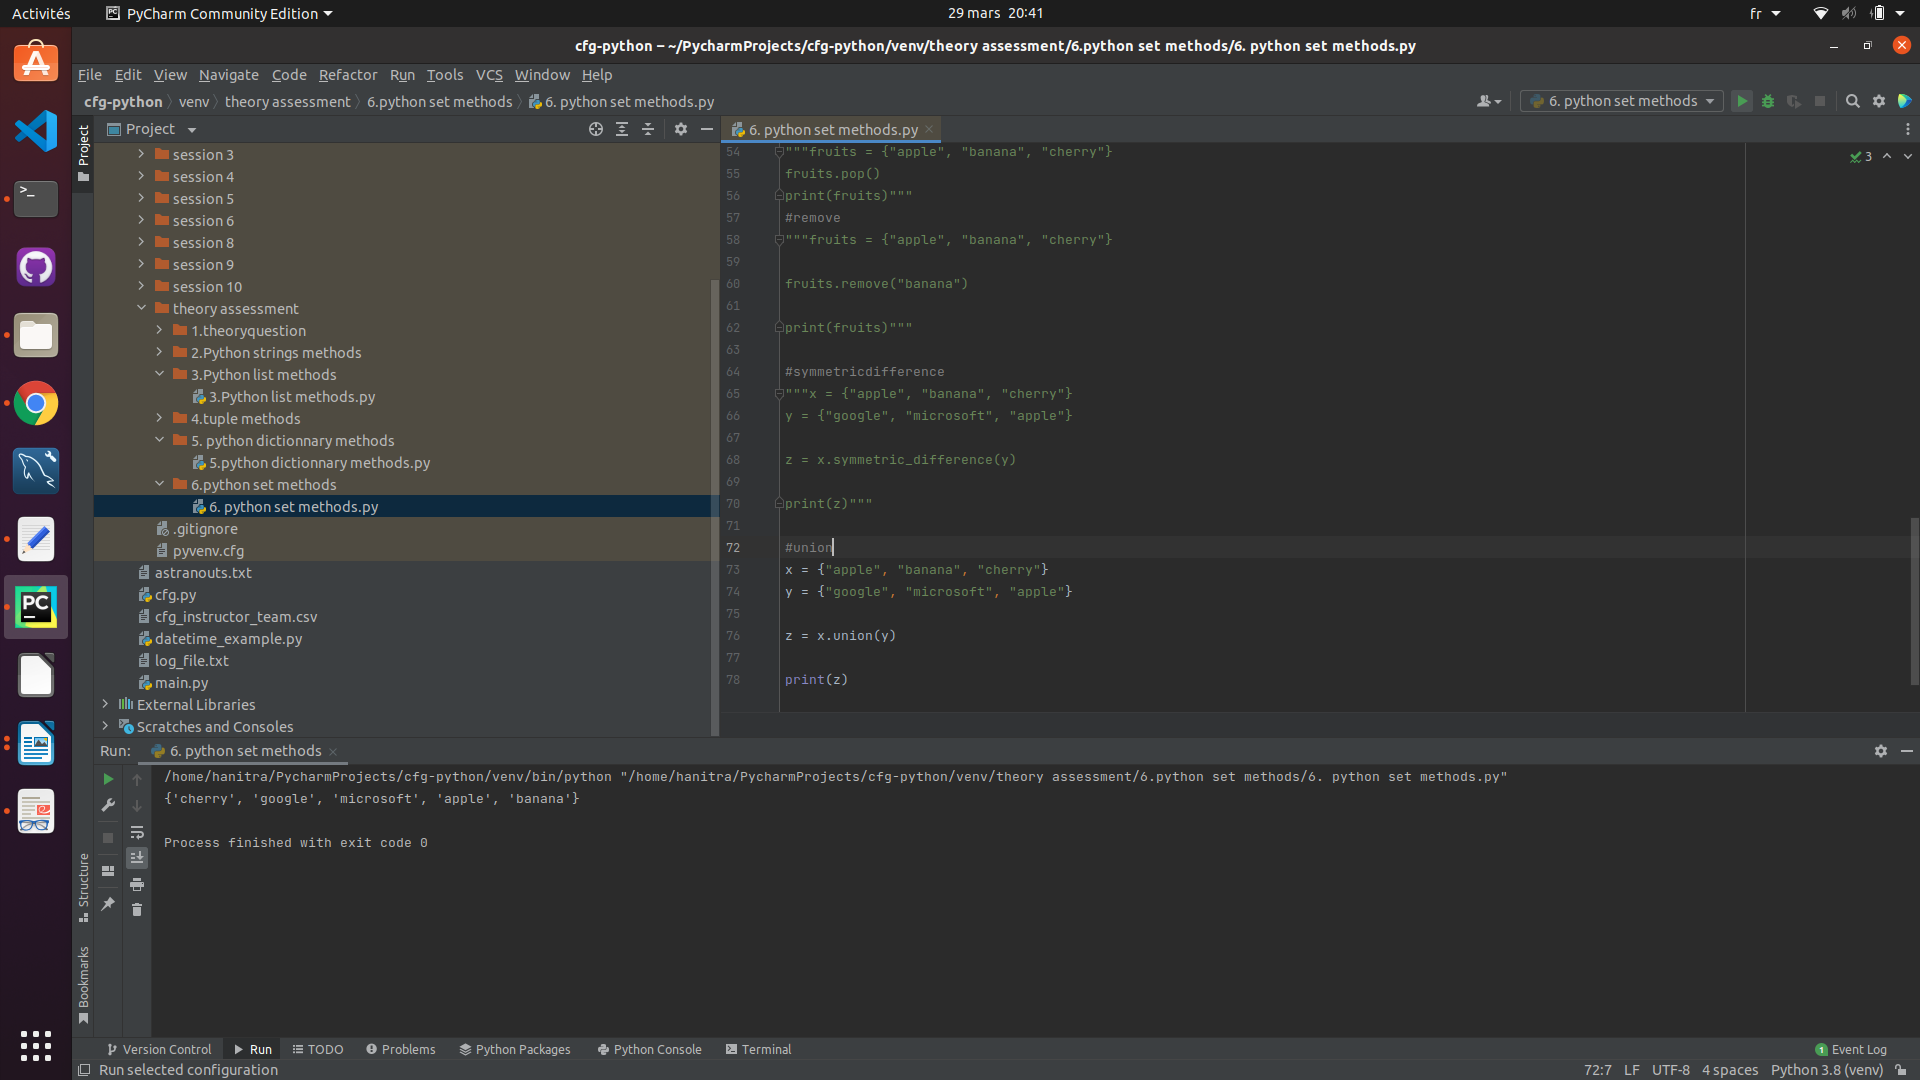 Activités PyCharm Community Edition 29 mars 20:41 fr
cfg-python – ~/PycharmProjects/cfg-python/venv/theory assessment/6.python set methods/6. python set methods.py
File Edit View Navigate Code Refactor Run Tools VCS Window Help
cfg-python venv theory assessment 6.python set methods 6. python set methods.py 6. python set methods
Project
Project
session 3
session 4
session 5
session 6
session 8
session 9
session 10
theory assessment
1.theoryquestion
2.Python strings methods
3.Python list methods
3.Python list methods.py
4.tuple methods
5. python dictionnary methods
5.python dictionnary methods.py
6.python set methods
6. python set methods.py
.gitignore
pyvenv.cfg
astranouts.txt
cfg.py
cfg_instructor_team.csv
datetime_example.py
log_file.txt
main.py
External Libraries
Scratches and Consoles
6. python set methods.py
3
54 """fruits = {"apple", "banana", "cherry"}
55 fruits.pop()
56 print(fruits)"""
57 #remove
58 """fruits = {"apple", "banana", "cherry"}
59
60 fruits.remove("banana")
61
62 print(fruits)"""
63
64 #symmetricdifference
65 """x = {"apple", "banana", "cherry"}
66 y = {"google", "microsoft", "apple"}
67
68 z = x.symmetric_difference(y)
69
70 print(z)"""
71
72 #union
73 x = {"apple", "banana", "cherry"}
74 y = {"google", "microsoft", "apple"}
75
76 z = x.union(y)
77
78 print(z)
Run: 6. python set methods
/home/hanitra/PycharmProjects/cfg-python/venv/bin/python "/home/hanitra/PycharmProjects/cfg-python/venv/theory assessment/6.python set methods/6. python set methods.py"
{'cherry', 'google', 'microsoft', 'apple', 'banana'}
Process finished with exit code 0
Structure
Bookmarks
Version Control Run TODO Problems Python Packages Python Console Terminal 1 Event Log
Run selected configuration 72:7 LF UTF-8 4 spaces Python 3.8 (venv)